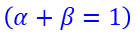 (α + β = 1)